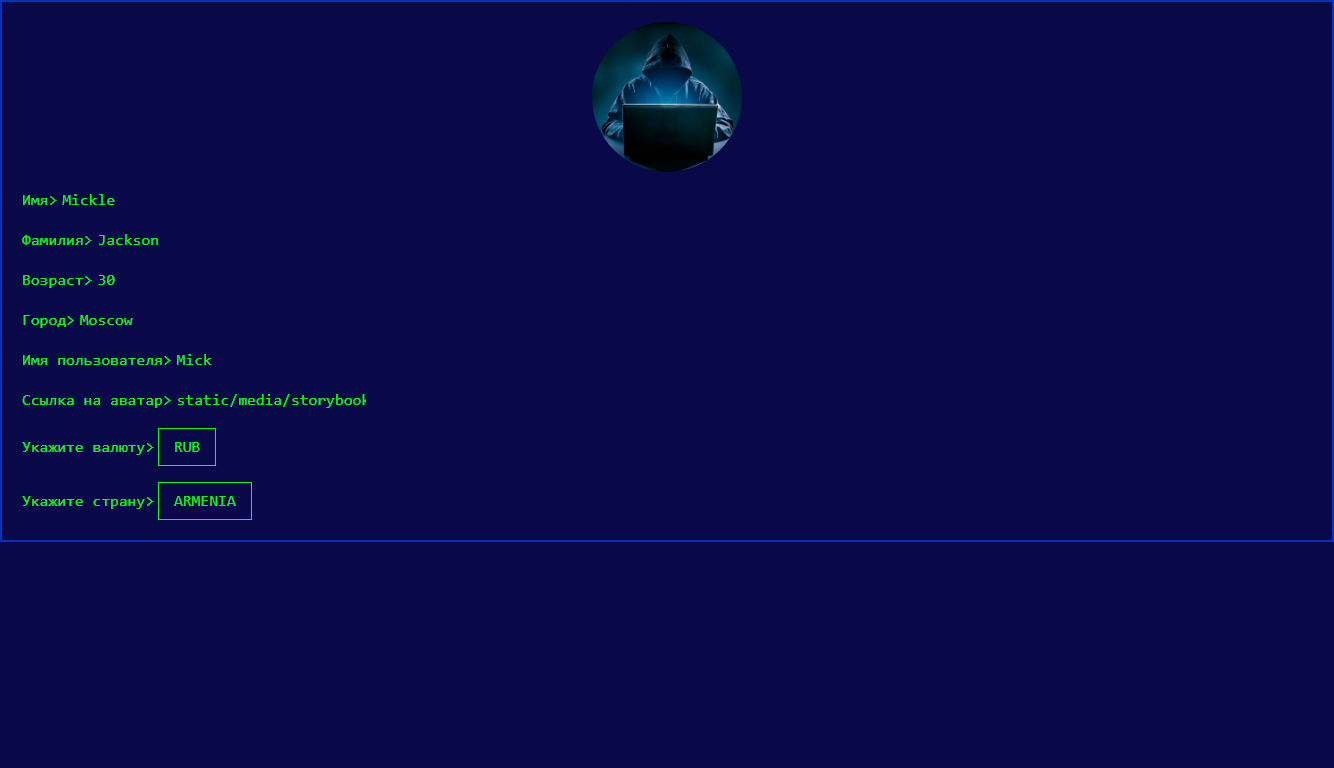 Имя> Mickle
Фамилия> Jackson
Возраст> 30
Город> Moscow
Имя пользователя> Mick
Ссылка на аватар> static/media/storybook
Укажите валюту> RUB
Укажите страну> ARMENIA